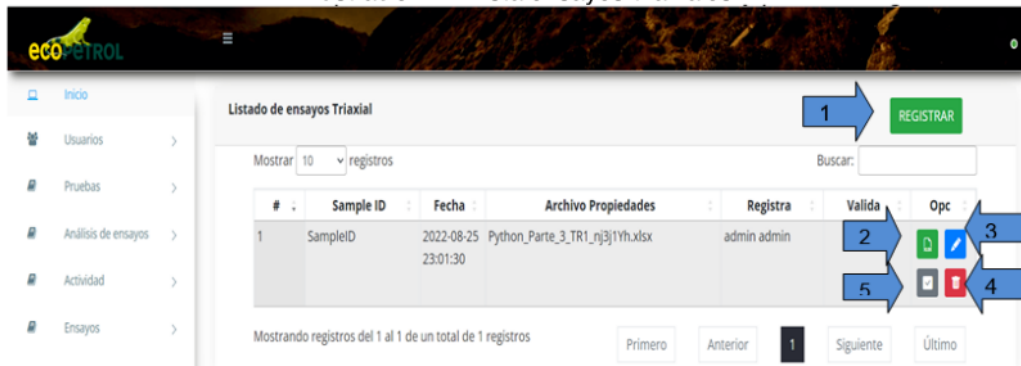 ecopetrol
Inicio
Usuarios
Pruebas
Análisis de ensayos
Actividad
Ensayos
Listado de ensayos Triaxial
1
REGISTRAR
Mostrar 10 registros
Buscar:
# Sample ID Fecha Archivo Propiedades Registra Valida Opc
1 SampleID 2022-08-25 Python_Parte_3_TR1_nj3j1Yh.xlsx admin admin
23:01:30
2
3
5
4
Mostrando registros del 1 al 1 de un total de 1 registros
Primero Anterior 1 Siguiente Último